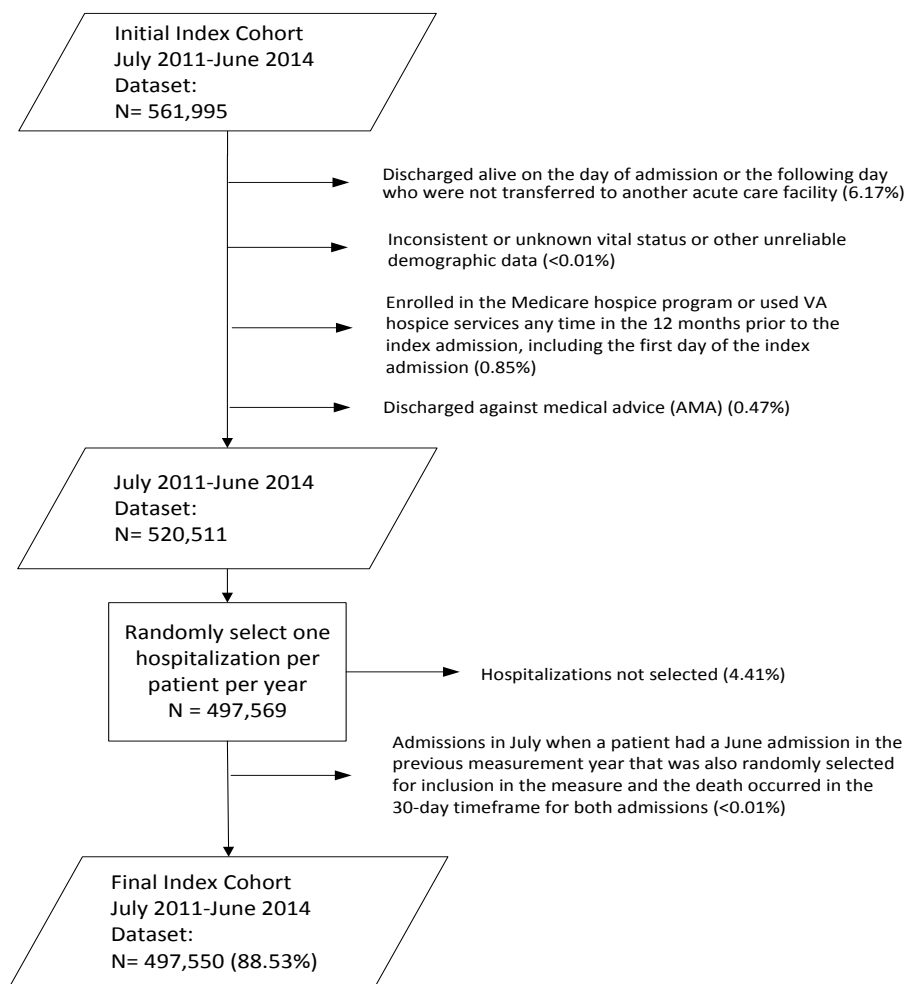 Initial Index Cohort
July 2011-June 2014
Dataset:
N= 561,995
Discharged alive on the day of admission or the following day
who were not transferred to another acute care facility (6.17%)
Inconsistent or unknown vital status or other unreliable
demographic data (<0.01%)
Enrolled in the Medicare hospice program or used VA
hospice services any time in the 12 months prior to the
index admission, including the first day of the index
admission (0.85%)
Discharged against medical advice (AMA) (0.47%)
July 2011-June 2014
Dataset:
N= 520,511
Randomly select one
hospitalization per
patient per year
N = 497,569
Hospitalizations not selected (4.41%)
Admissions in July when a patient had a June admission in the
previous measurement year that was also randomly selected
for inclusion in the measure and the death occurred in the
30-day timeframe for both admissions (<0.01%)
Final Index Cohort
July 2011-June 2014
Dataset:
N= 497,550 (88.53%)